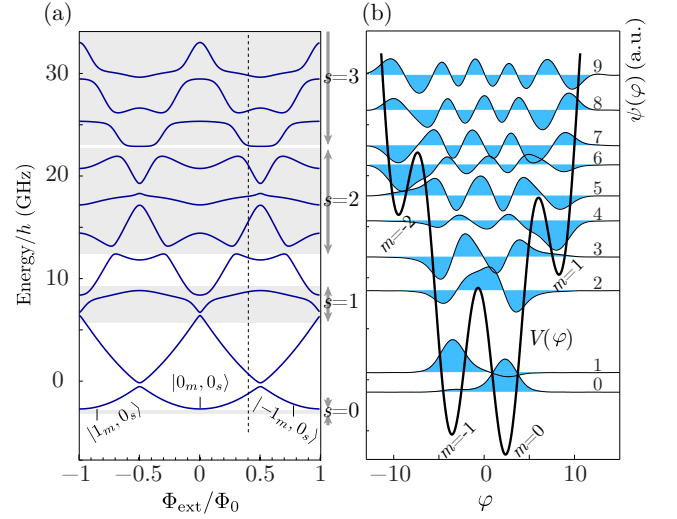 (a)
30
20
10
0
Energy/h (GHz)
−1
−0.5
0
0.5
1
Φext/Φ0
|1m, 0s⟩
|0m, 0s⟩
|−1m, 0s⟩
s=3
s=2
s=1
s=0
(b)
ψ(φ) (a.u.)
9
8
7
6
5
4
3
2
1
0
m=-2
m=1
V(φ)
m=-1
m=0
−10
0
10
φ